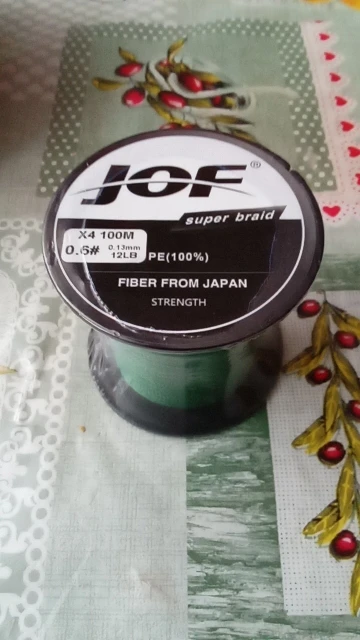 JOF®
super braid
X4 100M
0.6# 0.13mm
12LB
PE(100%)
FIBER FROM JAPAN
STRENGTH